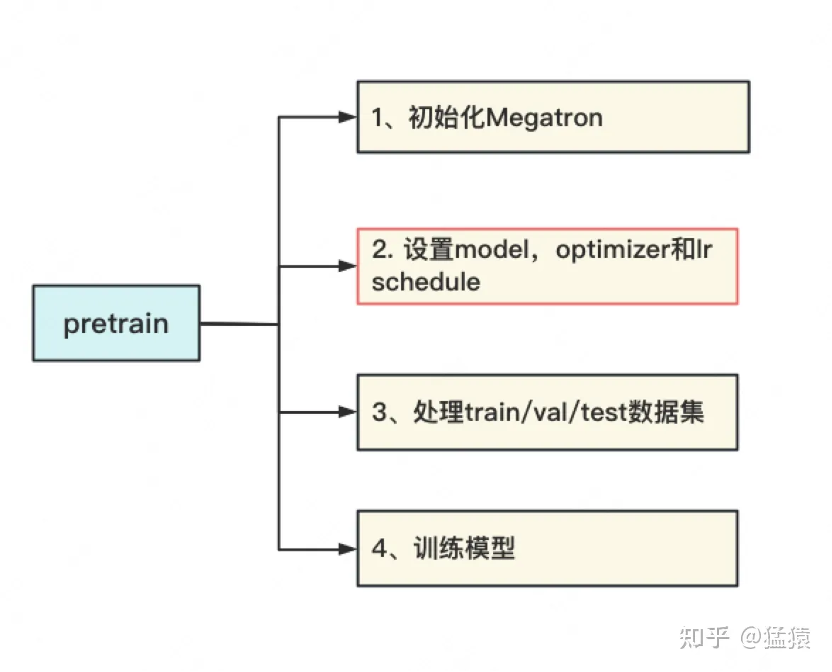 1、初始化Megatron
2. 设置model，optimizer和lr
schedule
pretrain
3、处理train/val/test数据集
4、训练模型
知乎 @猛猿